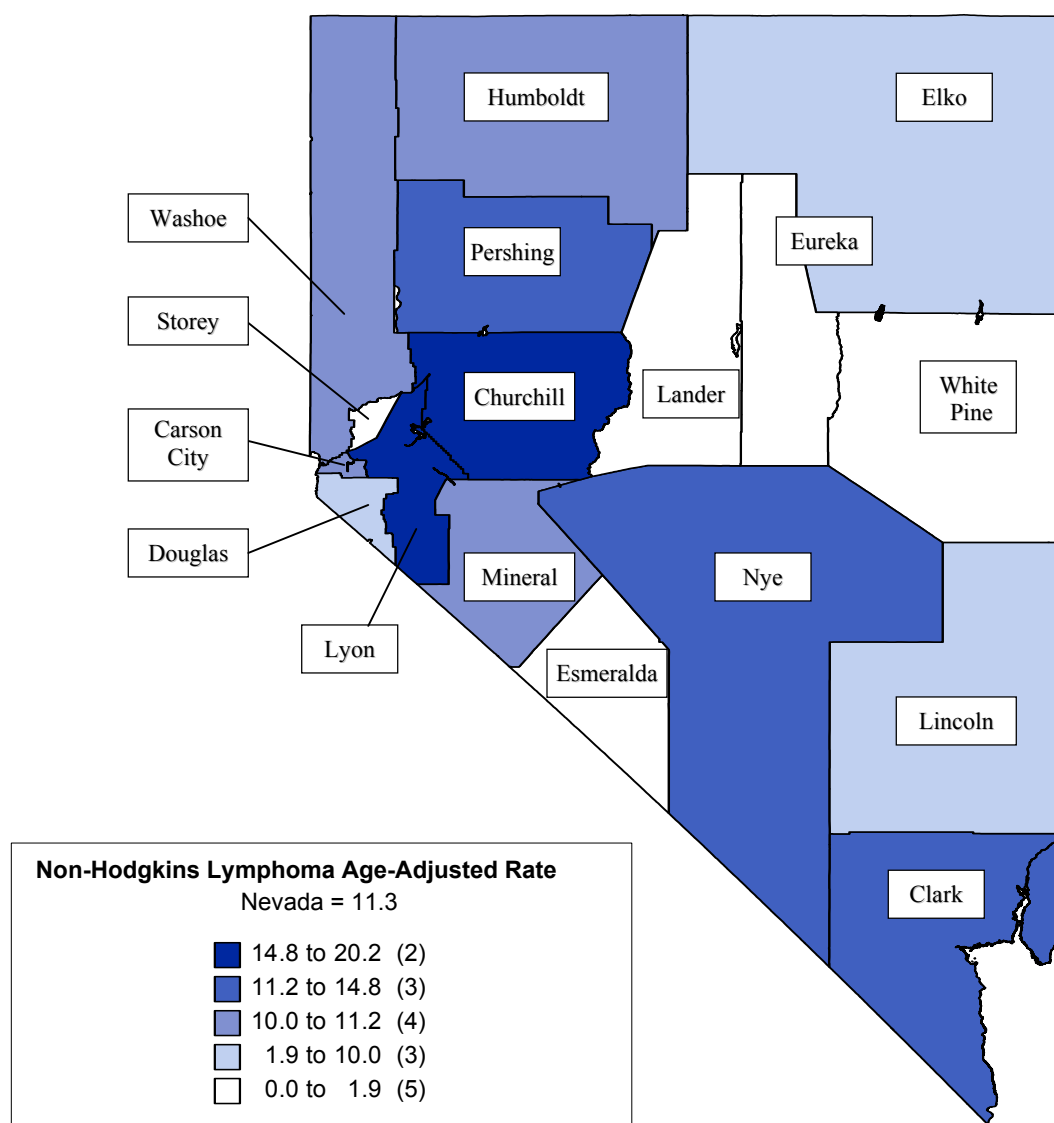 Humboldt
Elko
Washoe
Pershing
Eureka
Storey
Churchill
Lander
White
Pine
Carson
City
Douglas
Mineral
Nye
Lyon
Esmeralda
Lincoln
Clark
Non-Hodgkins Lymphoma Age-Adjusted Rate
Nevada = 11.3
14.8 to 20.2 (2)
11.2 to 14.8 (3)
10.0 to 11.2 (4)
1.9 to 10.0 (3)
0.0 to 1.9 (5)